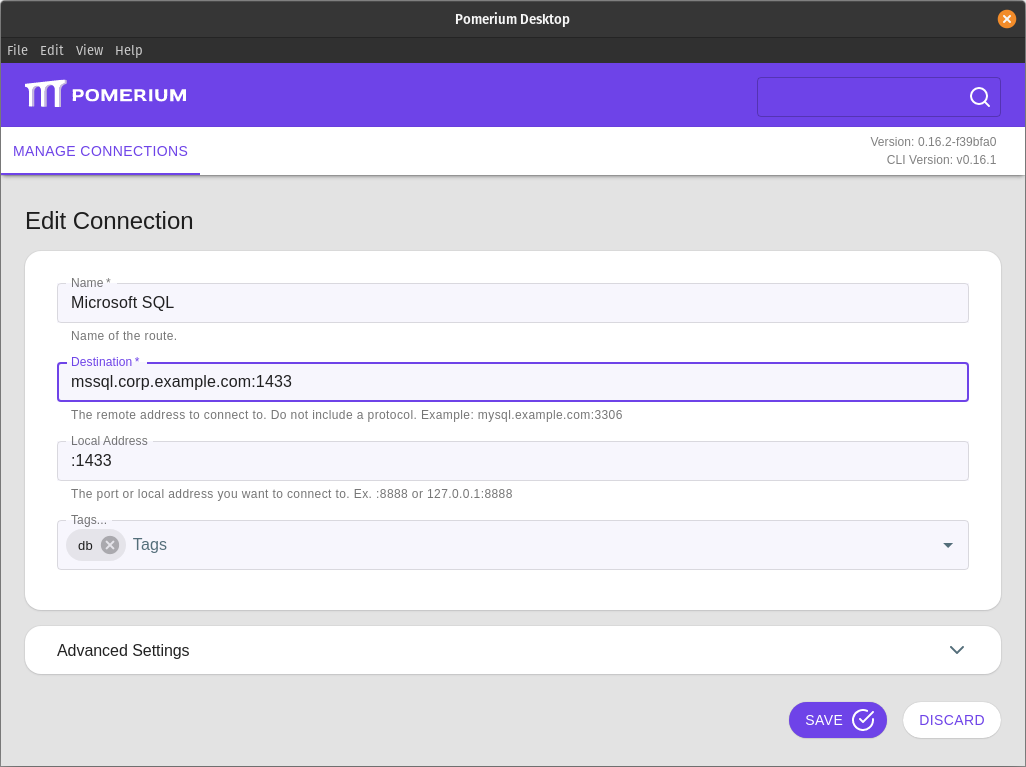 Pomerium Desktop
File Edit View Help
POMERIUM
MANAGE CONNECTIONS
Version: 0.16.2-f39bfa0
CLI Version: v0.16.1
Edit Connection
Name *
Microsoft SQL
Name of the route.
Destination *
mssql.corp.example.com:1433
The remote address to connect to. Do not include a protocol. Example: mysql.example.com:3306
Local Address
:1433
The port or local address you want to connect to. Ex. :8888 or 127.0.0.1:8888
Tags...
db Tags
Advanced Settings
SAVE DISCARD